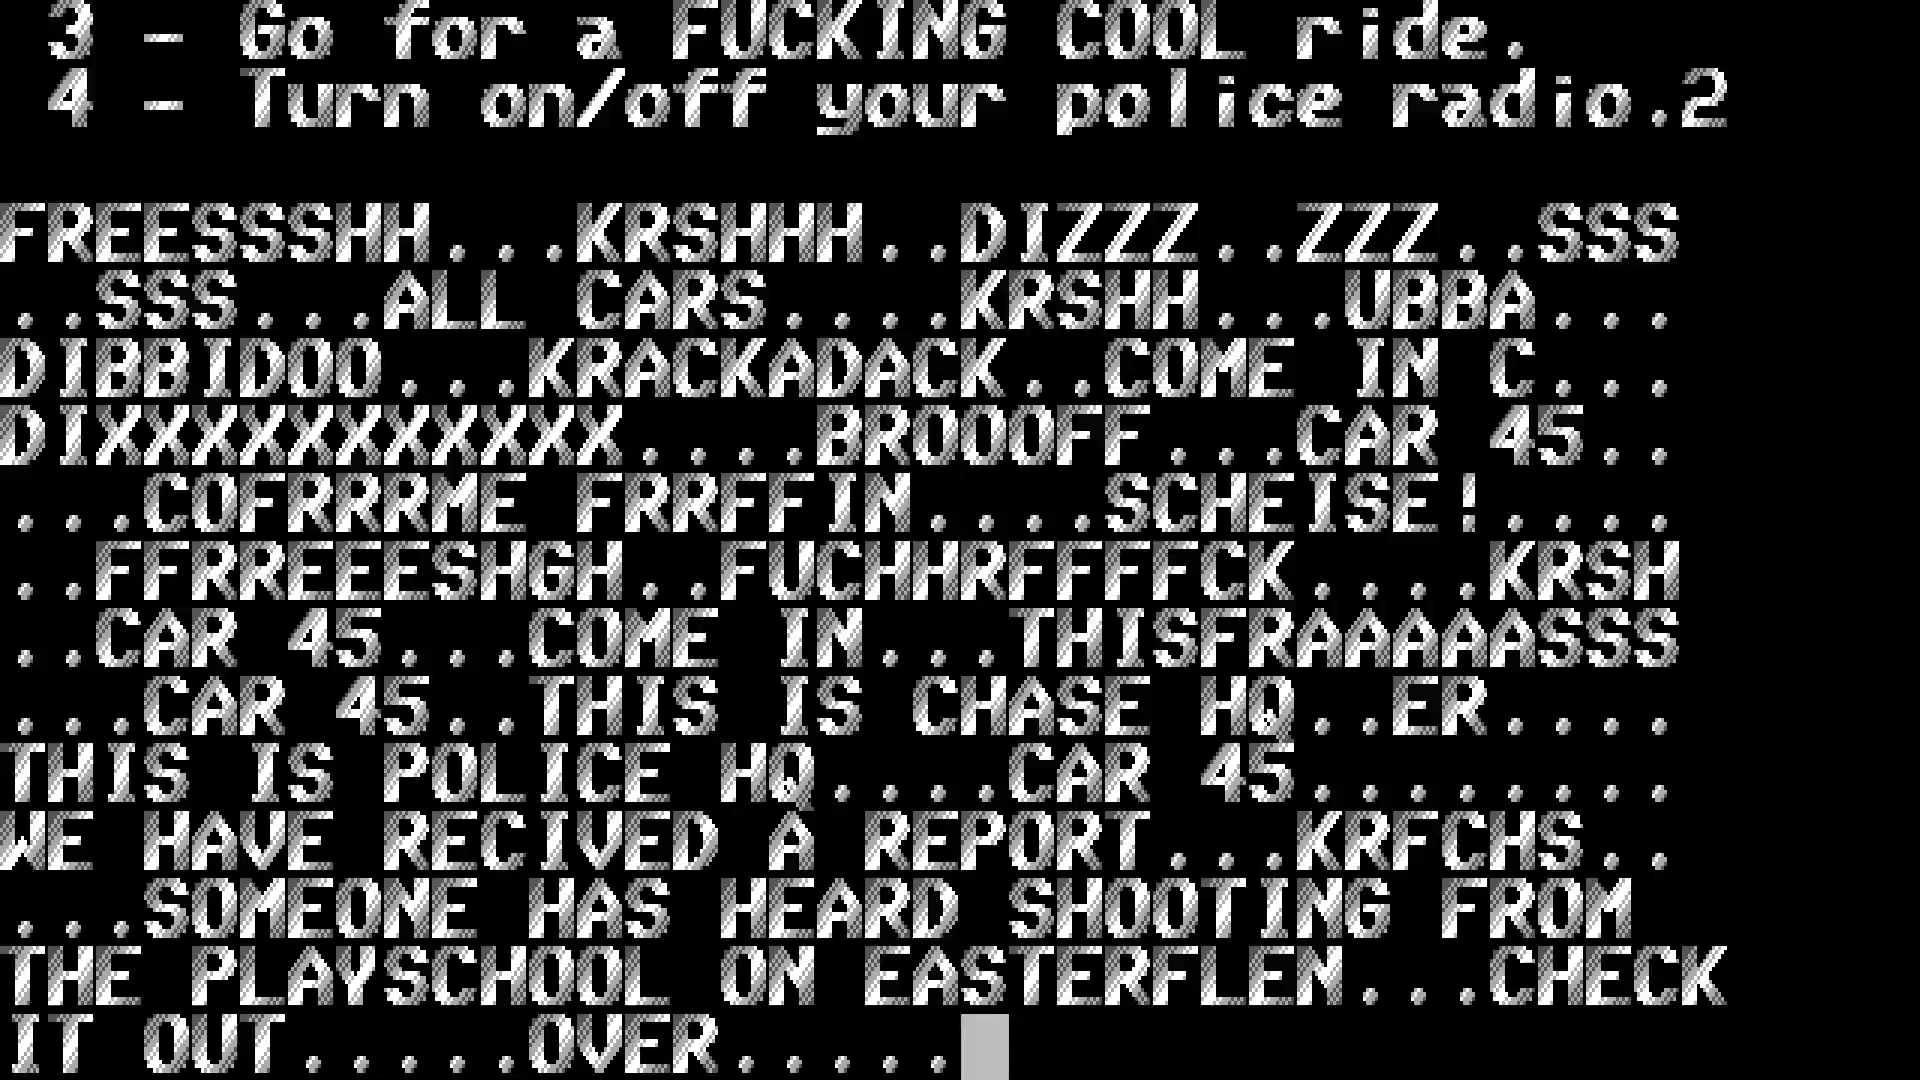 3 - Go for a FUCKING COOL ride.
4 - Turn on/off your police radio.2
FREESSSHH...KRSHHH..DIZZZ..ZZZ..SSS
..SSS...ALL CARS....KRSHH...UBBA...
DIBBIDOO...KRACKADACK..COME IN C...
DIXXXXXXXXXXX....BROOOFF...CAR 45..
...COFRRRME FRRFFIN....SCHEISE!....
..FFRREEESHGH..FUCHHRFFFFCK....KRSH
..CAR 45...COME IN...THISFRAAAAASSS
...CAR 45..THIS IS CHASE HQ..ER....
THIS IS POLICE HQ....CAR 45........
WE HAVE RECIVED A REPORT...KRFCHS..
...SOMEONE HAS HEARD SHOOTING FROM
THE PLAYSCHOOL ON EASTERFLEN...CHECK
IT OUT.....OVER.....